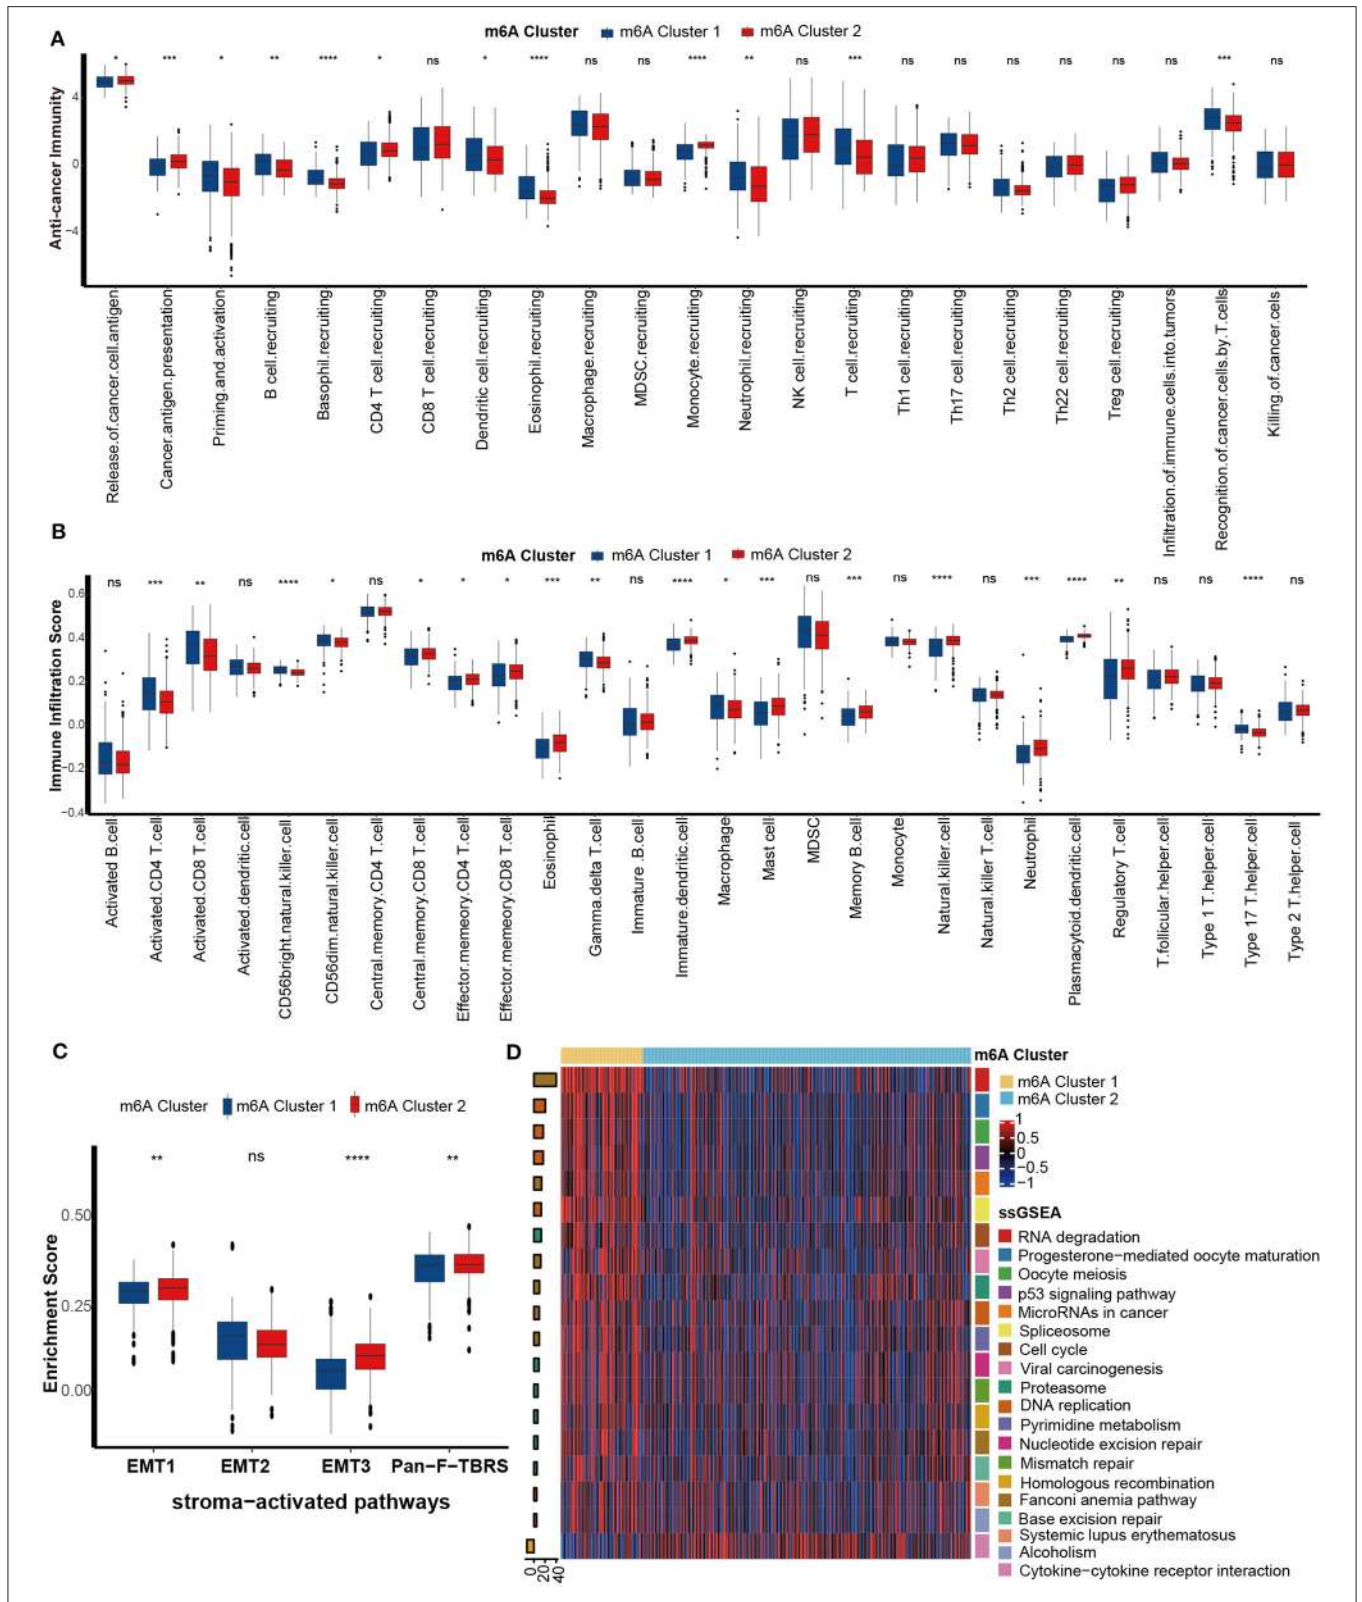 A
m6A Cluster m6A Cluster 1 m6A Cluster 2
* *** * ** **** * ns * **** ns ns **** ** ns *** ns ns ns ns ns ns *** ns
Anti-cancer Immunity
4
0
−4
Release.of.cancer.cell.antigen
Cancer.antigen.presentation
Priming.and.activation
B cell.recruiting
Basophil.recruiting
CD4 T cell.recruiting
CD8 T cell.recruiting
Dendritic cell.recruiting
Eosinophil.recruiting
Macrophage.recruiting
MDSC.recruiting
Monocyte.recruiting
Neutrophil.recruiting
NK cell.recruiting
T cell.recruiting
Th1 cell.recruiting
Th17 cell.recruiting
Th2 cell.recruiting
Th22 cell.recruiting
Treg cell.recruiting
Infiltration.of.immune.cells.into.tumors
Recognition.of.cancer.cells.by.T.cells
Killing.of.cancer.cels
B
m6A Cluster m6A Cluster 1 m6A Cluster 2
ns *** ** ns **** * ns * * * *** ** ns **** * *** ns *** ns **** ns *** **** ** ns ns **** ns
Immune Infiltration Score
0.6
0.4
0.2
0.0
−0.2
−0.4
Activated B.cell
Activated.CD4 T.cell
Activated.CD8 T.cell
Activated.dendritic.cell
CD56bright.natural.killer.cell
CD56dim.natural.killer.cell
Central.memory.CD4 T.cell
Central.memory.CD8 T.cell
Effector.memeory.CD4 T.cell
Effector.memeory.CD8 T.cell
Eosinophil
Gamma.delta T.cell
Immature .B.cell
Immature.dendritic.cell
Macrophage
Mast cell
MDSC
Memory B.cell
Monocyte
Natural.killer.cell
Natural.killer T.cell
Neutrophil
Plasmacytoid.dendritic.cell
Regulatory T.cell
T.follicular.helper.cell
Type 1 T.helper.cell
Type 17 T.helper.cell
Type 2 T.helper.cell
C
m6A Cluster m6A Cluster 1 m6A Cluster 2
** ns **** **
Enrichment Score
0.50
0.25
0.00
EMT1 EMT2 EMT3 Pan−F−TBRS
stroma−activated pathways
D
m6A Cluster
m6A Cluster 1
m6A Cluster 2
1
0.5
0
−0.5
−1
ssGSEA
RNA degradation
Progesterone−mediated oocyte maturation
Oocyte meiosis
p53 signaling pathway
MicroRNAs in cancer
Spliceosome
Cell cycle
Viral carcinogenesis
Proteasome
DNA replication
Pyrimidine metabolism
Nucleotide excision repair
Mismatch repair
Homologous recombination
Fanconi anemia pathway
Base excision repair
Systemic lupus erythematosus
Alcoholism
Cytokine−cytokine receptor interaction
0 20 40